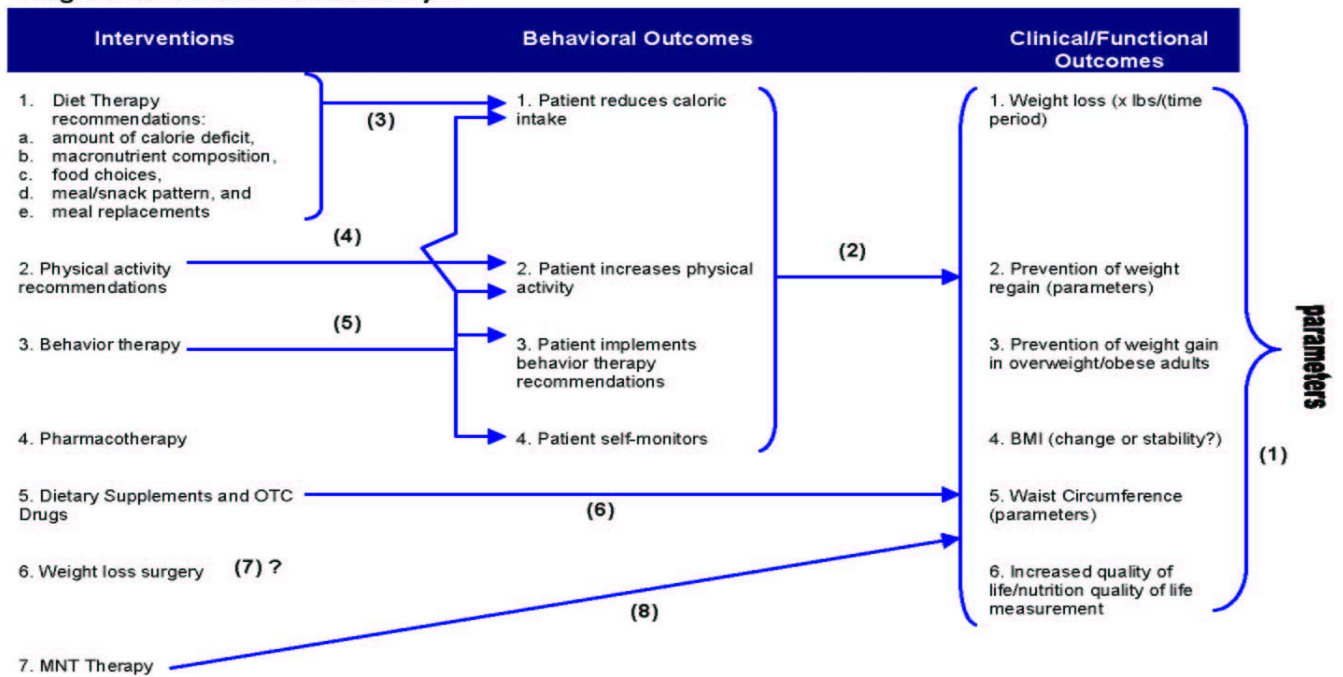 Interventions
Behavioral Outcomes
Clinical/Functional
Outcomes
1. Diet Therapy
recommendations:
a. amount of calorie deficit,
b. macronutrient composition,
c. food choices,
d. meal/snack pattern, and
e. meal replacements
(3)
1. Patient reduces caloric
intake
1. Weight loss (x lbs/(time
period)
(4)
2. Physical activity
recommendations
2. Patient increases physical
activity
(2)
2. Prevention of weight
regain (parameters)
parameters
(5)
3. Behavior therapy
3. Patient implements
behavior therapy
recommendations
3. Prevention of weight gain
in overweight/obese adults
4. Pharmacotherapy
4. Patient self-monitors
4. BMI (change or stability?)
(1)
5. Dietary Supplements and OTC
Drugs
(6)
5. Waist Circumference
(parameters)
6. Weight loss surgery (7) ?
6. Increased quality of
life/nutrition quality of life
measurement
(8)
7. MNT Therapy